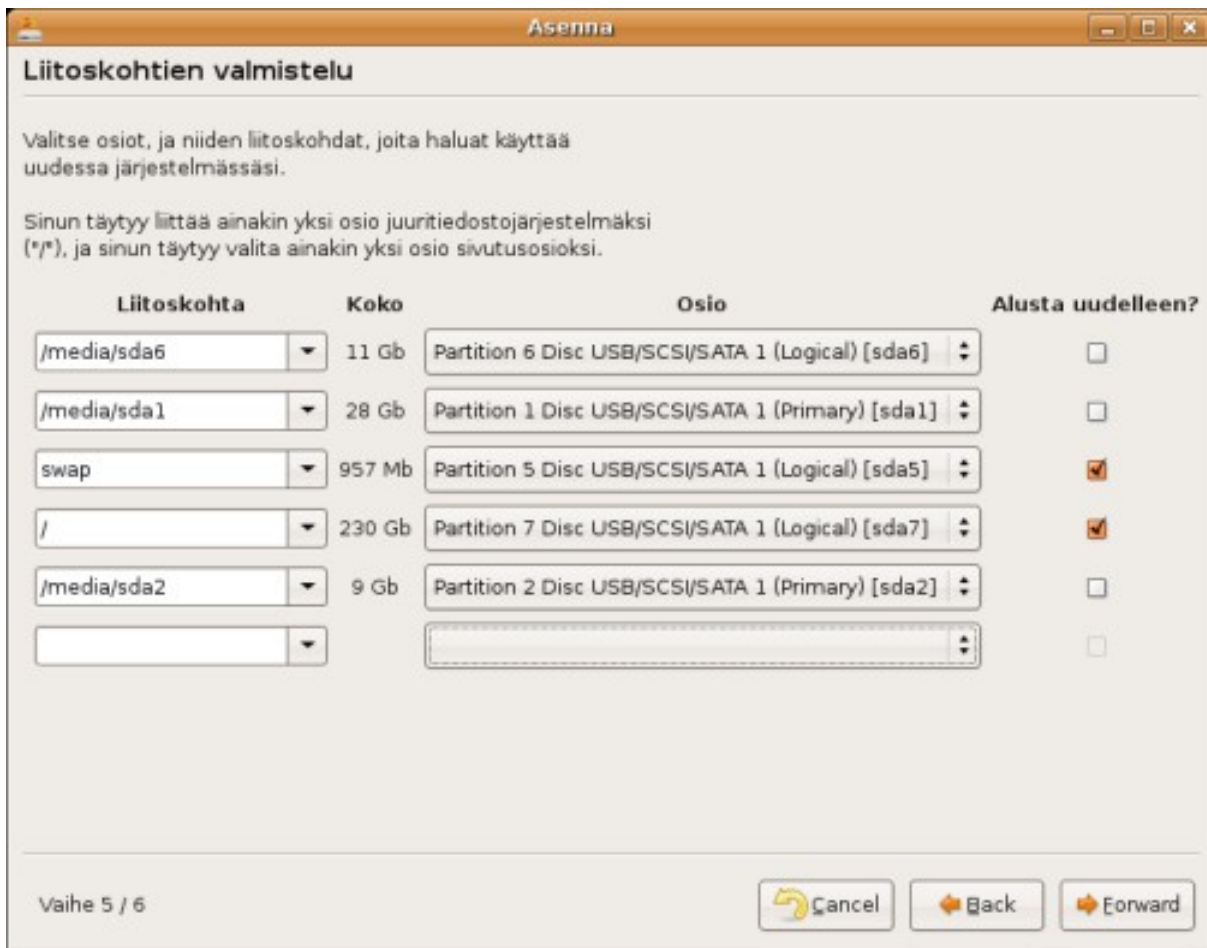 Asenna
Liitoskohtien valmistelu
Valitse osiot, ja niiden liitoskohdat, joita haluat käyttää
uudessa järjestelmässäsi.
Sinun täytyy liittää ainakin yksi osio juuritiedostojärjestelmäksi
("/"), ja sinun täytyy valita ainakin yksi osio sivutusosioksi.
Liitoskohta Koko Osio Alusta uudelleen?
/media/sda6 11 Gb Partition 6 Disc USB/SCSI/SATA 1 (Logical) [sda6]
/media/sda1 28 Gb Partition 1 Disc USB/SCSI/SATA 1 (Primary) [sda1]
swap 957 Mb Partition 5 Disc USB/SCSI/SATA 1 (Logical) [sda5]
/ 230 Gb Partition 7 Disc USB/SCSI/SATA 1 (Logical) [sda7]
/media/sda2 9 Gb Partition 2 Disc USB/SCSI/SATA 1 (Primary) [sda2]
Vaihe 5 / 6 Cancel Back Forward